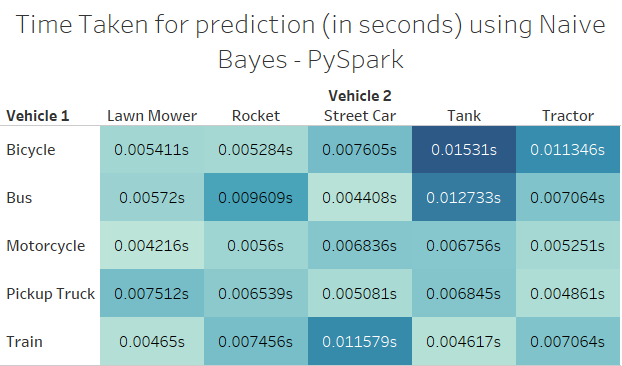 Time Taken for prediction (in seconds) using Naive
Bayes - PySpark
Vehicle 2
Vehicle 1 Lawn Mower Rocket Street Car Tank Tractor
Bicycle 0.005411s 0.005284s 0.007605s 0.01531s 0.011346s
Bus 0.00572s 0.009609s 0.004408s 0.012733s 0.007064s
Motorcycle 0.004216s 0.0056s 0.006836s 0.006756s 0.005251s
Pickup Truck 0.007512s 0.006539s 0.005081s 0.006845s 0.004861s
Train 0.00465s 0.007456s 0.011579s 0.004617s 0.007064s